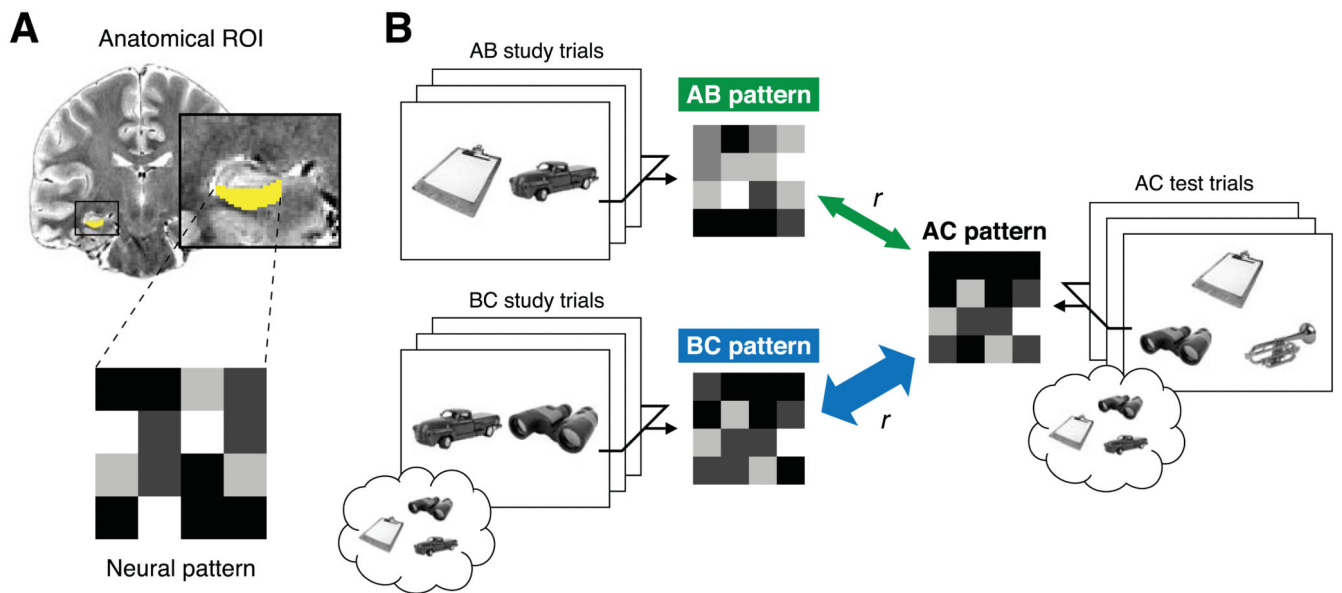 A
Anatomical ROI
Neural pattern
B
AB study trials
AB pattern
r
BC study trials
BC pattern
r
AC pattern
AC test trials